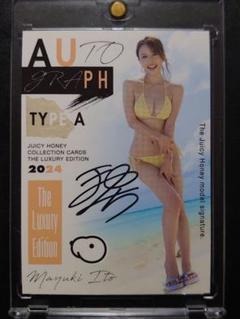 AUTO
GRAPH
TYPE A
JUICY HONEY
COLLECTION CARDS
THE LUXURY EDITION
2024
The
Luxury
Edition
Mayuki Ito
The Juicy Honey model signature.